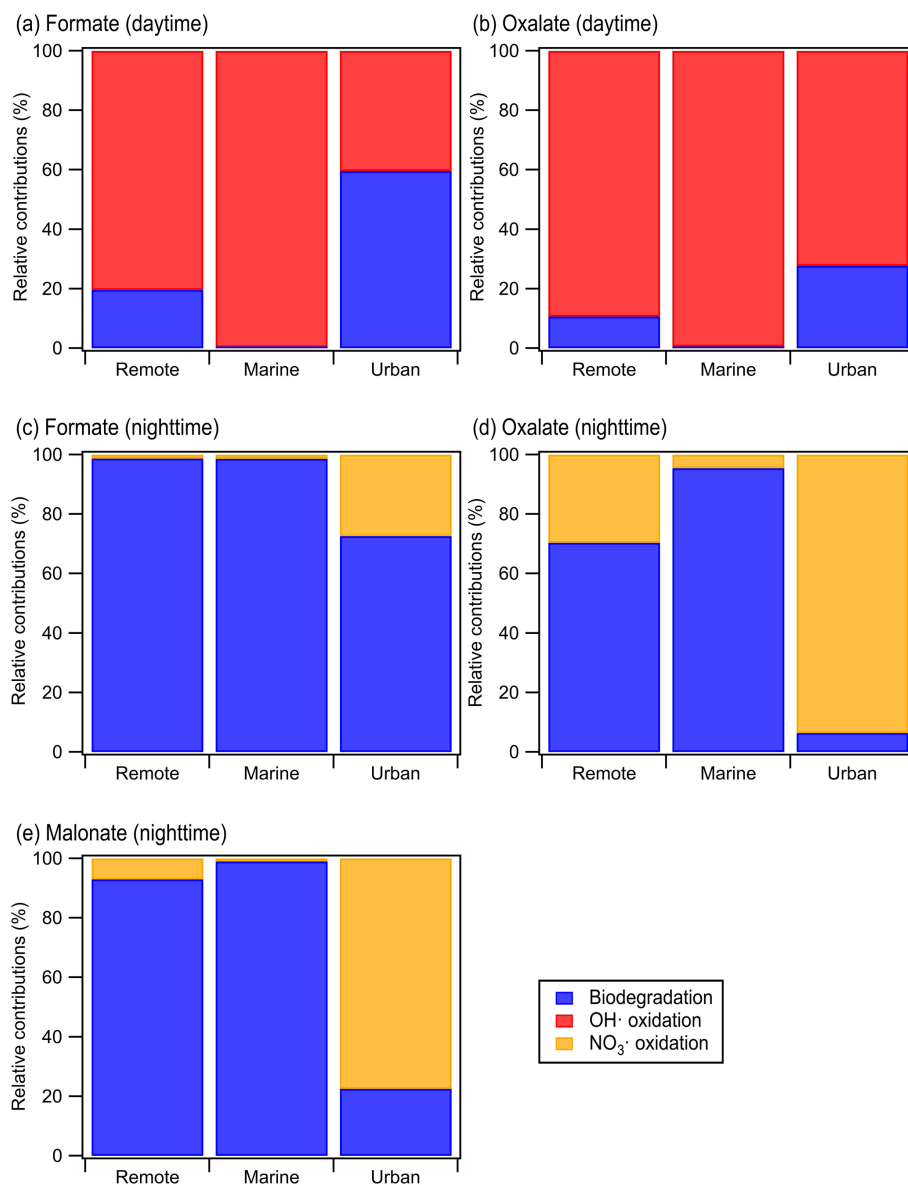 (a) Formate (daytime)
Relative contributions (%)
100
80
60
40
20
0
Remote Marine Urban
(b) Oxalate (daytime)
Relative contributions (%)
100
80
60
40
20
0
Remote Marine Urban
(c) Formate (nighttime)
Relative contributions (%)
100
80
60
40
20
0
Remote Marine Urban
(d) Oxalate (nighttime)
Relative contributions (%)
100
80
60
40
20
0
Remote Marine Urban
(e) Malonate (nighttime)
Relative contributions (%)
100
80
60
40
20
0
Remote Marine Urban
Biodegradation
OH· oxidation
NO₃· oxidation